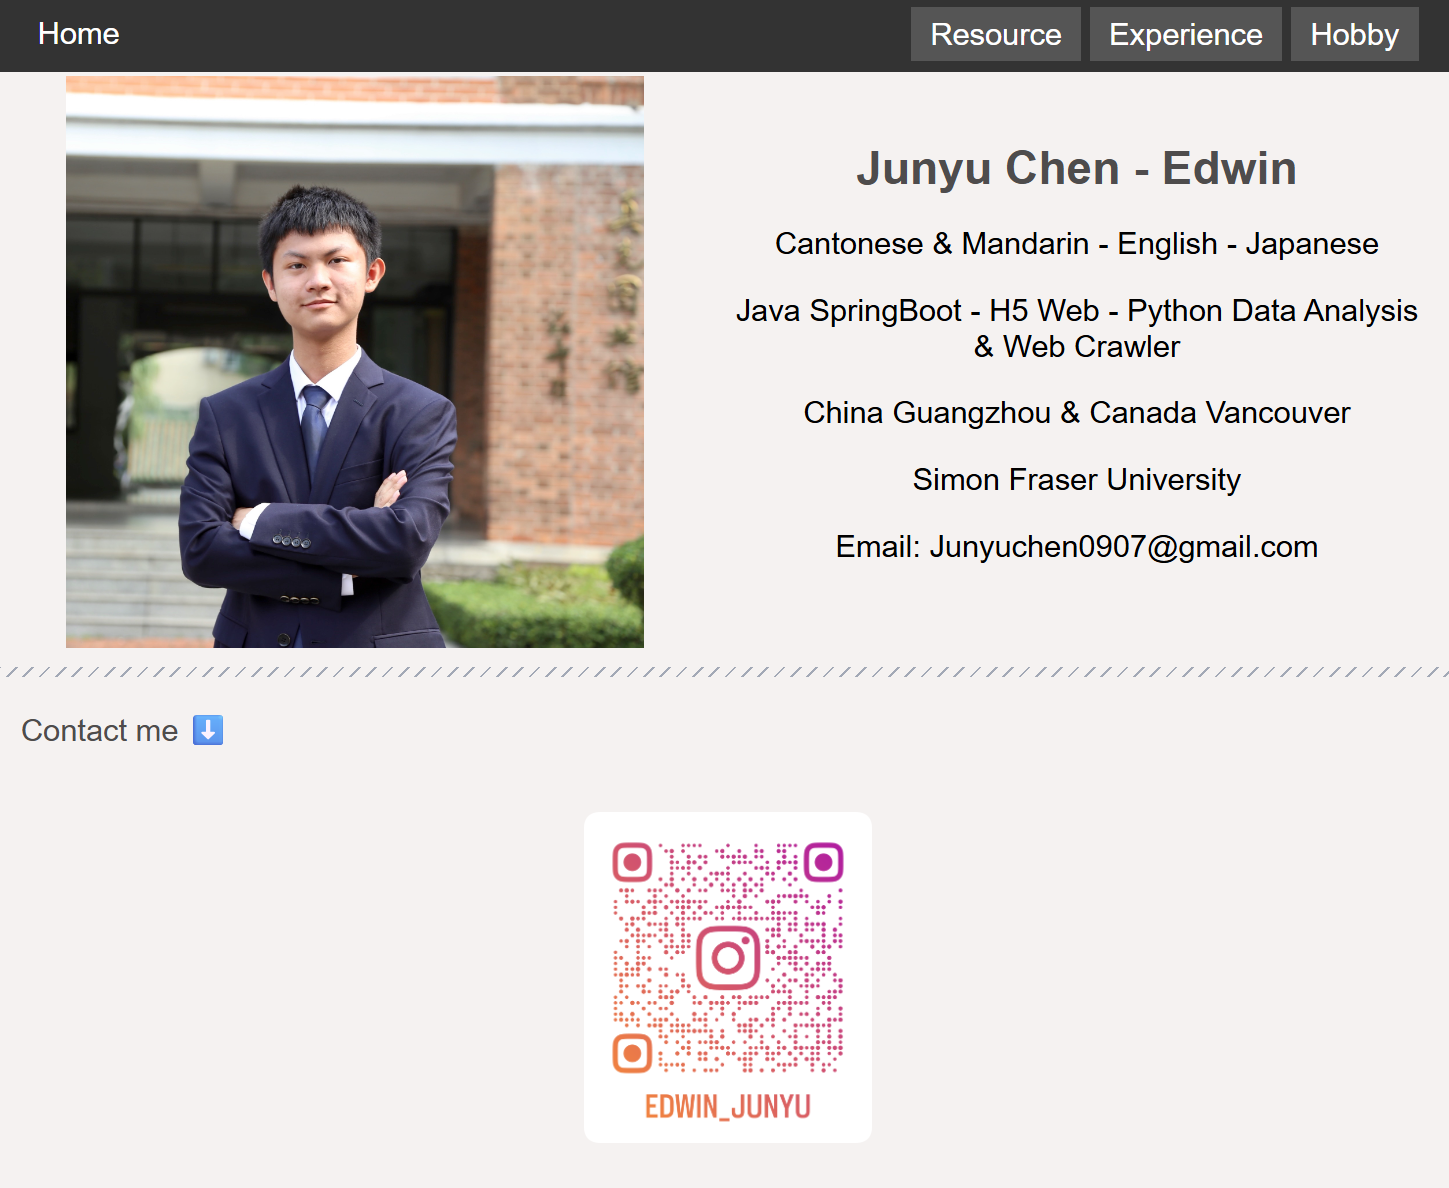 Home
Resource
Experience
Hobby
Junyu Chen - Edwin
Cantonese & Mandarin - English - Japanese
Java SpringBoot - H5 Web - Python Data Analysis
& Web Crawler
China Guangzhou & Canada Vancouver
Simon Fraser University
Email: Junyuchen0907@gmail.com
Contact me ⬇️
EDWIN_JUNYU